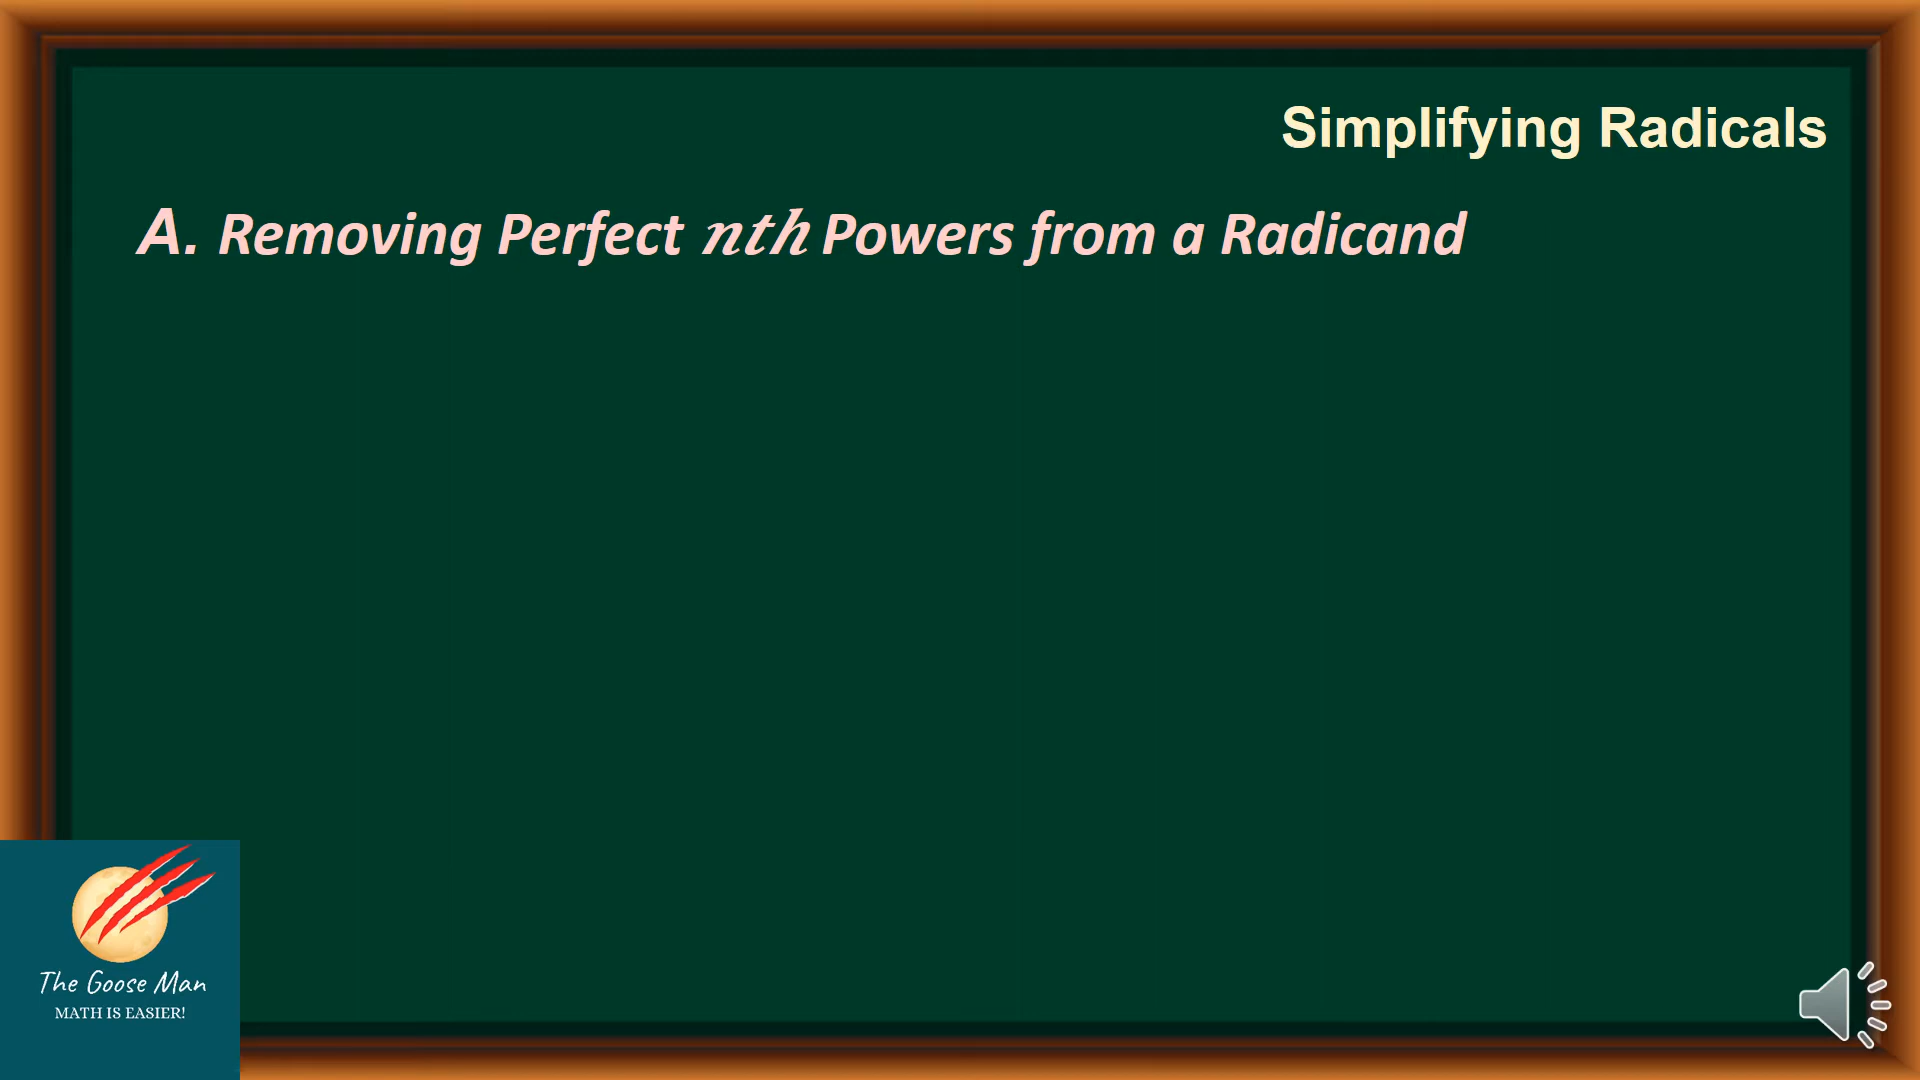 Simplifying Radicals
A. Removing Perfect nth Powers from a Radicand
The Goose Man
MATH IS EASIER!